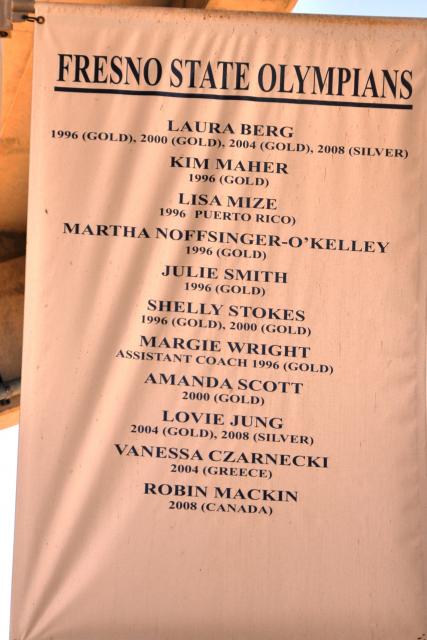 FRESNO STATE OLYMPIANS
LAURA BERG
1996 (GOLD), 2000 (GOLD), 2004 (GOLD), 2008 (SILVER)
KIM MAHER
1996 (GOLD)
LISA MIZE
1996 PUERTO RICO)
MARTHA NOFFSINGER-O'KELLEY
1996 (GOLD)
JULIE SMITH
1996 (GOLD)
SHELLY STOKES
1996 (GOLD), 2000 (GOLD)
MARGIE WRIGHT
ASSISTANT COACH 1996 (GOLD)
AMANDA SCOTT
2000 (GOLD)
LOVIE JUNG
2004 (GOLD), 2008 (SILVER)
VANESSA CZARNECKI
2004 (GREECE)
ROBIN MACKIN
2008 (CANADA)